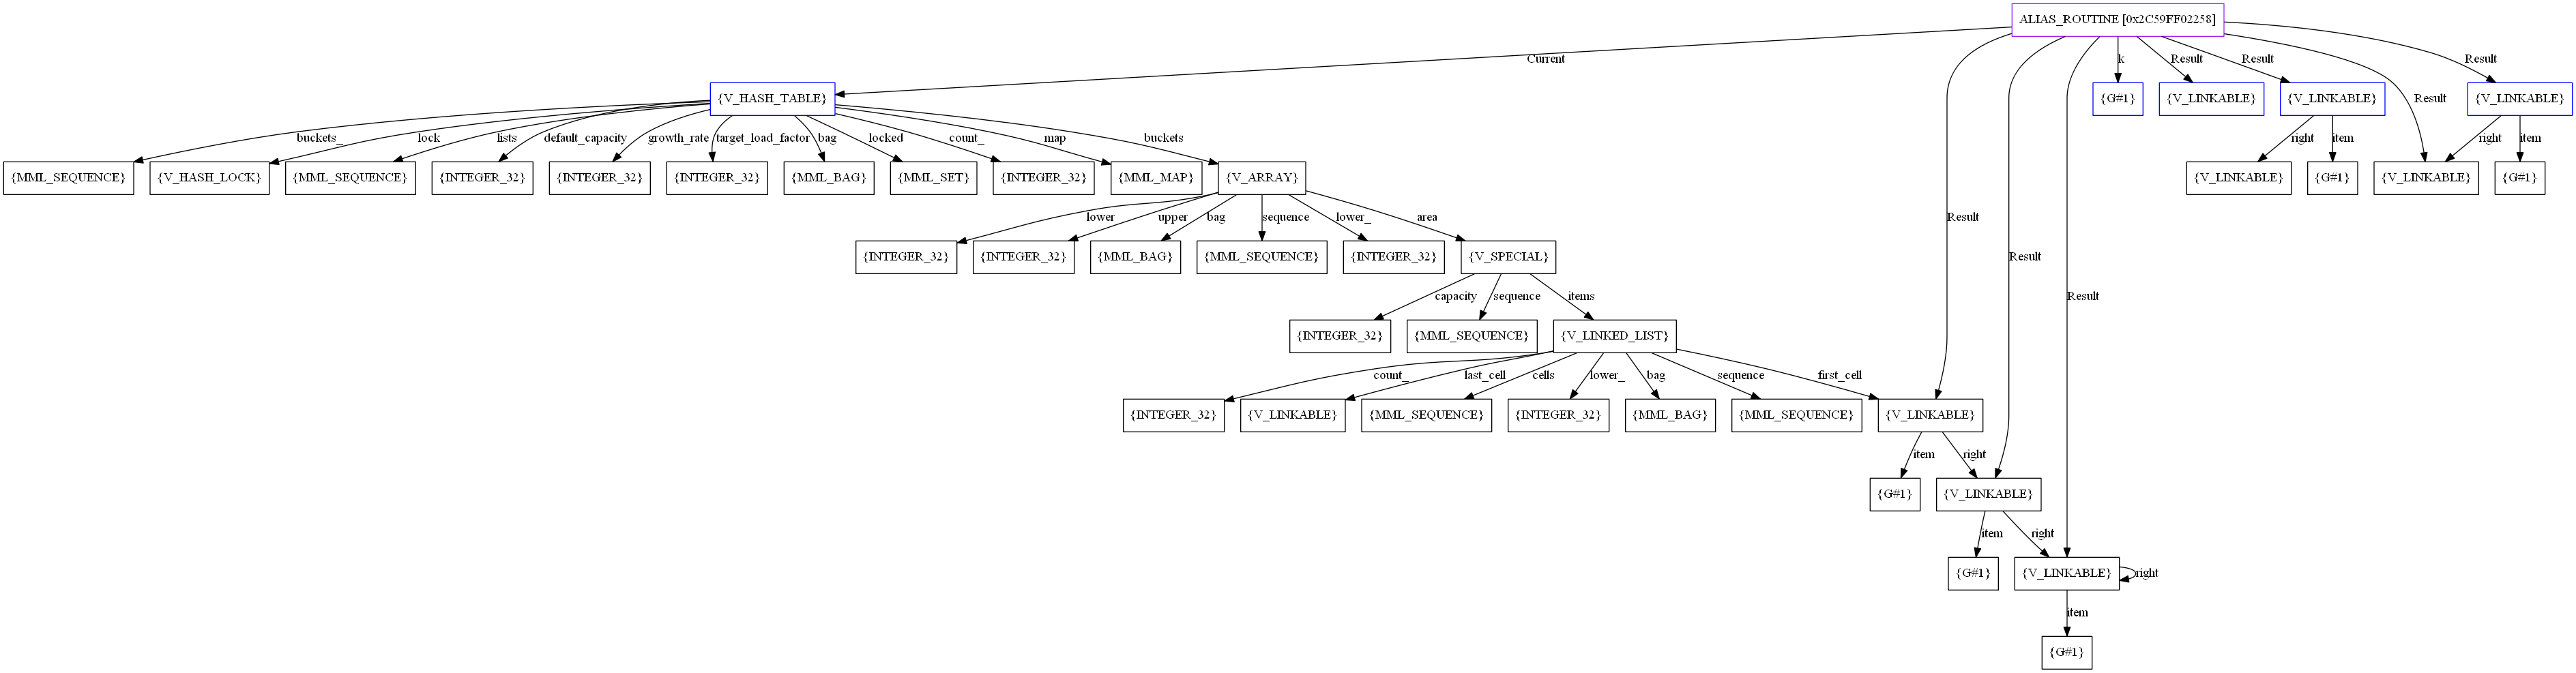 ALIAS_ROUTINE [0x2C59FF02258]
Current
k
Result
Result
Result
{V_HASH_TABLE}
{G#1}
{V_LINKABLE}
{V_LINKABLE}
Result
{V_LINKABLE}
buckets_
lock
lists
default_capacity
growth_rate
target_load_factor
bag
locked
count_
map
buckets
right
item
right
item
{MML_SEQUENCE}
{V_HASH_LOCK}
{MML_SEQUENCE}
{INTEGER_32}
{INTEGER_32}
{INTEGER_32}
{MML_BAG}
{MML_SET}
{INTEGER_32}
{MML_MAP}
{V_ARRAY}
{V_LINKABLE}
{G#1}
{V_LINKABLE}
{G#1}
lower
upper
bag
sequence
lower_
area
Result
{INTEGER_32}
{INTEGER_32}
{MML_BAG}
{MML_SEQUENCE}
{INTEGER_32}
{V_SPECIAL}
Result
capacity
sequence
items
Result
{INTEGER_32}
{MML_SEQUENCE}
{V_LINKED_LIST}
count_
last_cell
cells
lower_
bag
sequence
first_cell
{INTEGER_32}
{V_LINKABLE}
{MML_SEQUENCE}
{INTEGER_32}
{MML_BAG}
{MML_SEQUENCE}
{V_LINKABLE}
item
right
{G#1}
{V_LINKABLE}
item
right
{G#1}
{V_LINKABLE}
right
item
{G#1}